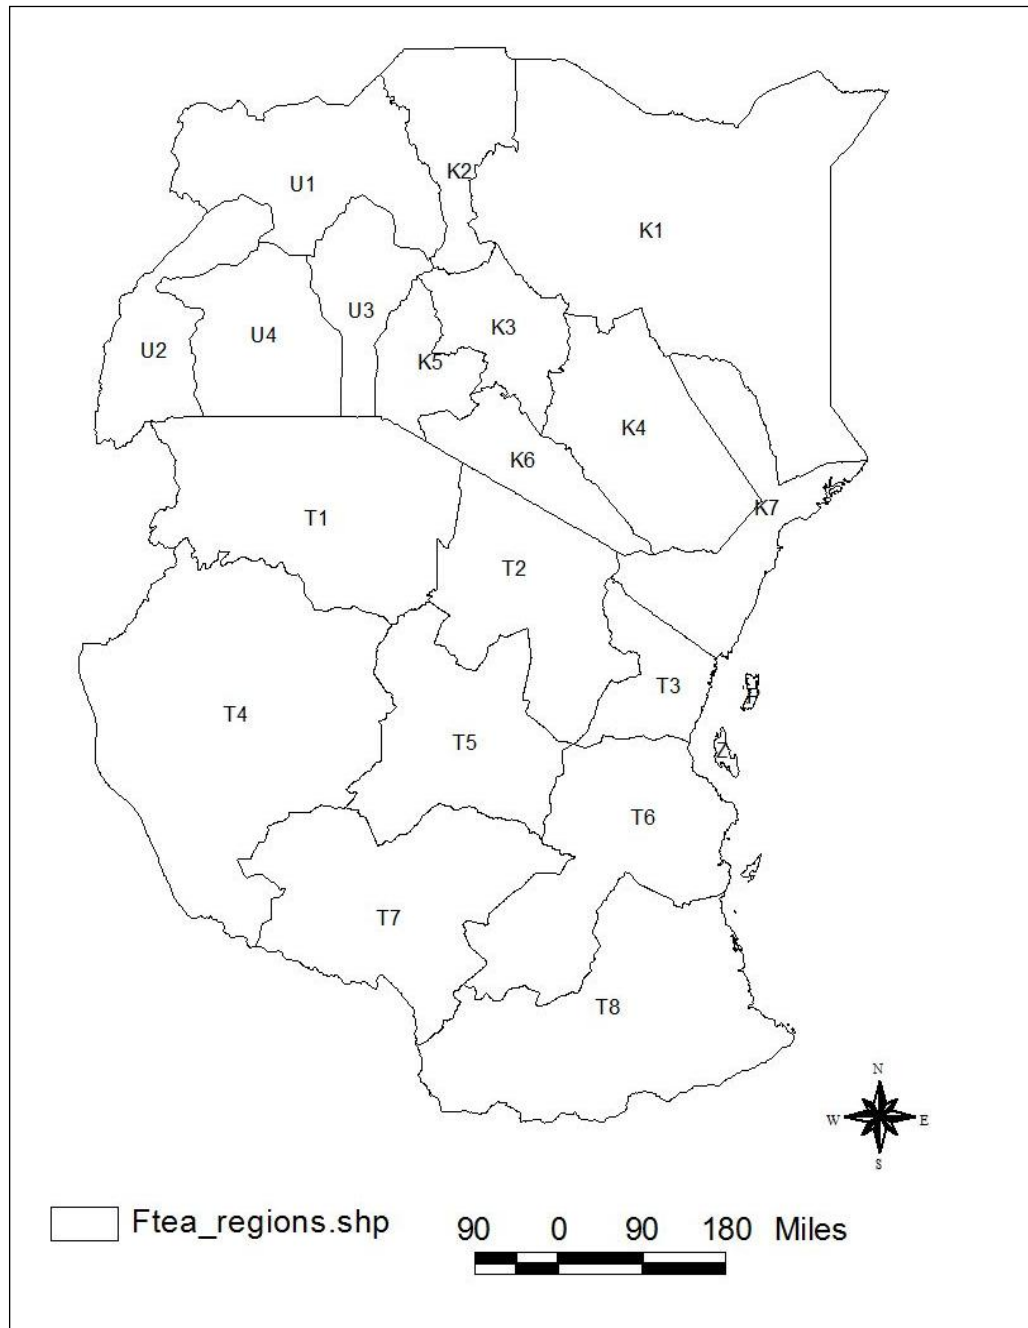 K2
U1
K1
U3
K3
U4
U2
K5
K4
K6
K7
T1
T2
T3
P
T4
T5
Z
T6
T7
T8
N
W E
S
Ftea_regions.shp
90 0 90 180 Miles